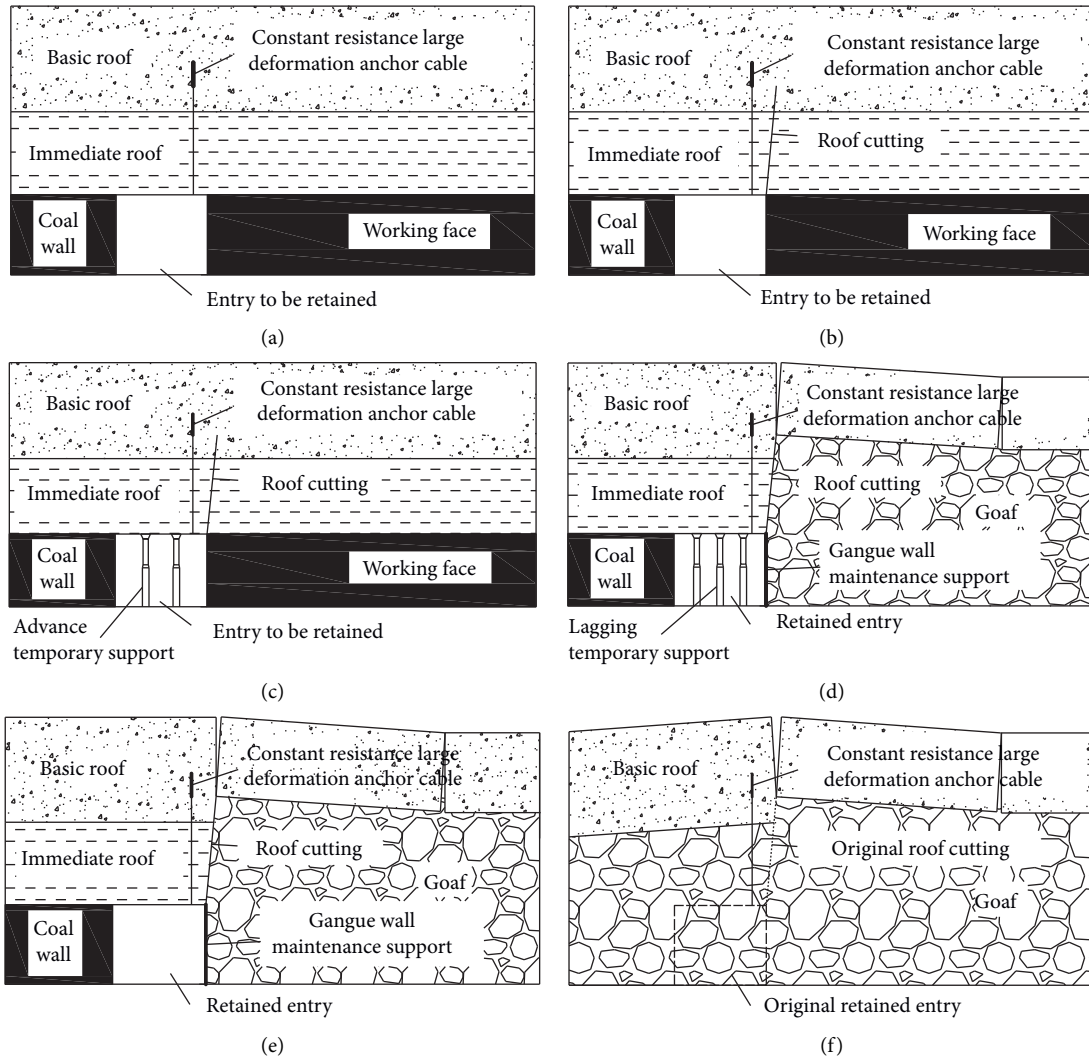 Basic roof
Constant resistance large
deformation anchor cable
Immediate roof
Coal
wall
Working face
Entry to be retained
(a)
Basic roof
Constant resistance large
deformation anchor cable
Roof cutting
Immediate roof
Coal
wall
Working face
Entry to be retained
(b)
Basic roof
Constant resistance large
deformation anchor cable
Immediate roof
Roof cutting
Coal
wall
Working face
Advance
temporary support
Entry to be retained
(c)
Basic roof
Constant resistance large
deformation anchor cable
Immediate roof
Roof cutting
Goaf
Coal
wall
Gangue wall
maintenance support
Lagging
temporary support
Retained entry
(d)
Basic roof
Constant resistance large
deformation anchor cable
Immediate roof
Roof cutting
Goaf
Coal
wall
Gangue wall
maintenance support
Retained entry
(e)
Basic roof
Constant resistance large
deformation anchor cable
Original roof cutting
Goaf
Original retained entry
(f)